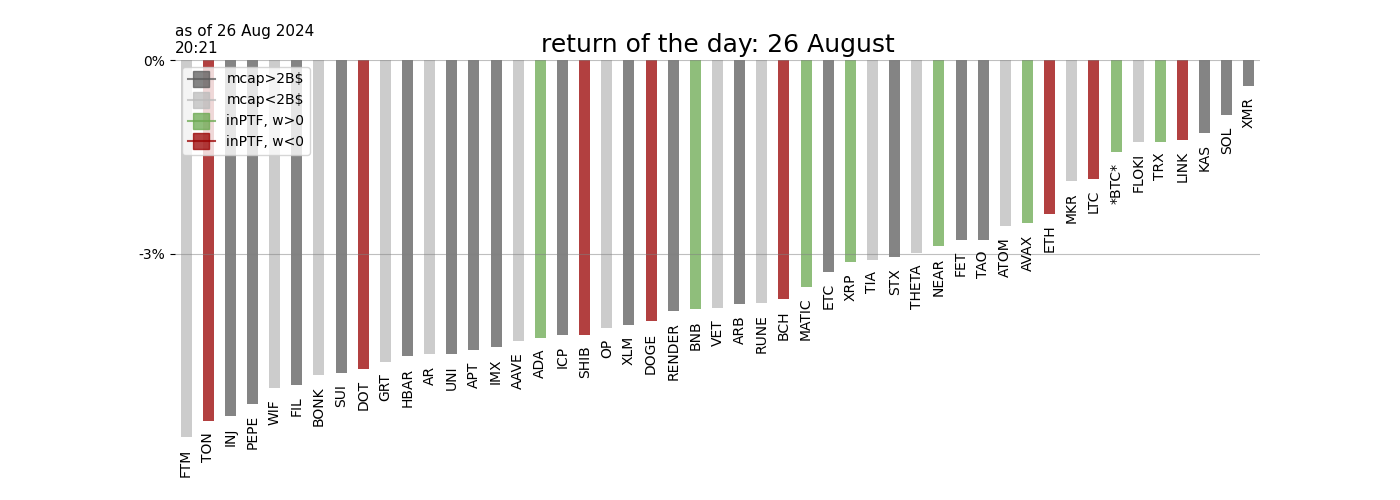 as of 26 Aug 2024
20:21
return of the day: 26 August
0%
-3%
mcap>2B$
mcap<2B$
inPTF, w>0
inPTF, w<0
FTM
TON
INJ
PEPE
WIF
FIL
BONK
SUI
DOT
GRT
HBAR
AR
UNI
APT
IMX
AAVE
ADA
ICP
SHIB
OP
XLM
DOGE
RENDER
BNB
VET
ARB
RUNE
BCH
MATIC
ETC
XRP
TIA
STX
THETA
NEAR
FET
TAO
ATOM
AVAX
ETH
MKR
LTC
*BTC*
FLOKI
TRX
LINK
KAS
SOL
XMR